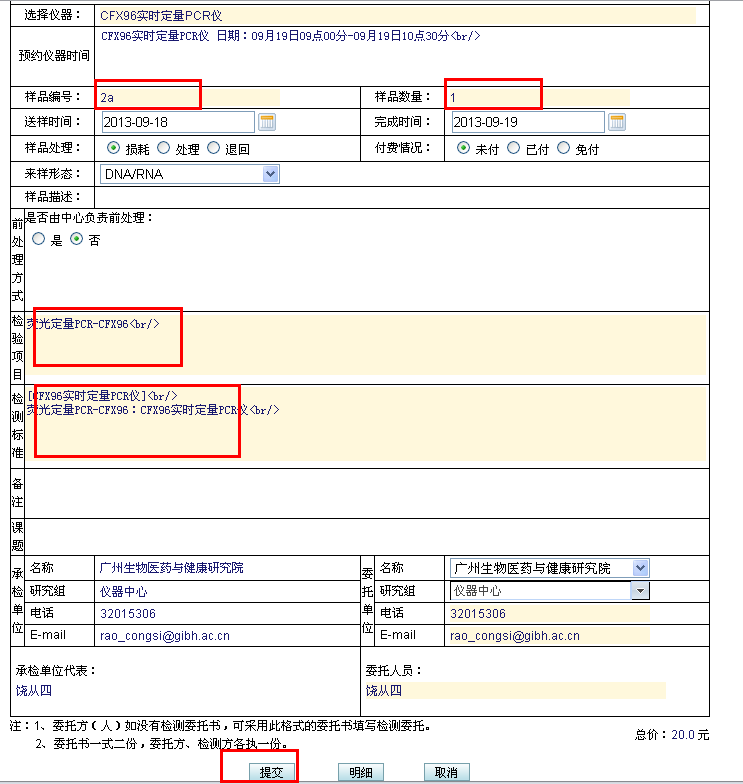 选择仪器： CFX96实时定量PCR仪
预约仪器时间 CFX96实时定量PCR仪 日期：09月19日09点00分-09月19日10点30分<br/>
样品编号： 2a 样品数量： 1
送样时间： 2013-09-18 完成时间： 2013-09-19
样品处理： 损耗 处理 退回 付费情况： 未付 已付 免付
来样形态： DNA/RNA
样品描述：
前处理方式 是否由中心负责前处理：
是 否
检验项目 荧光定量PCR-CFX96<br/>
检测标准 [CFX96实时定量PCR仪]<br/>
荧光定量PCR-CFX96：CFX96实时定量PCR仪<br/>
备注
课题
承检单位 名称 广州生物医药与健康研究院 委托单位 名称 广州生物医药与健康研究院
研究组 仪器中心 研究组 仪器中心
电话 32015306 电话 32015306
E-mail rao_congsi@gibh.ac.cn E-mail rao_congsi@gibh.ac.cn
承检单位代表： 委托人员：
饶从四 饶从四
注：1、委托方（人）如没有检测委托书，可采用此格式的委托书填写检测委托。
2、委托书一式二份，委托方、检测方各执一份。
总价：20.0元
提交 明细 取消